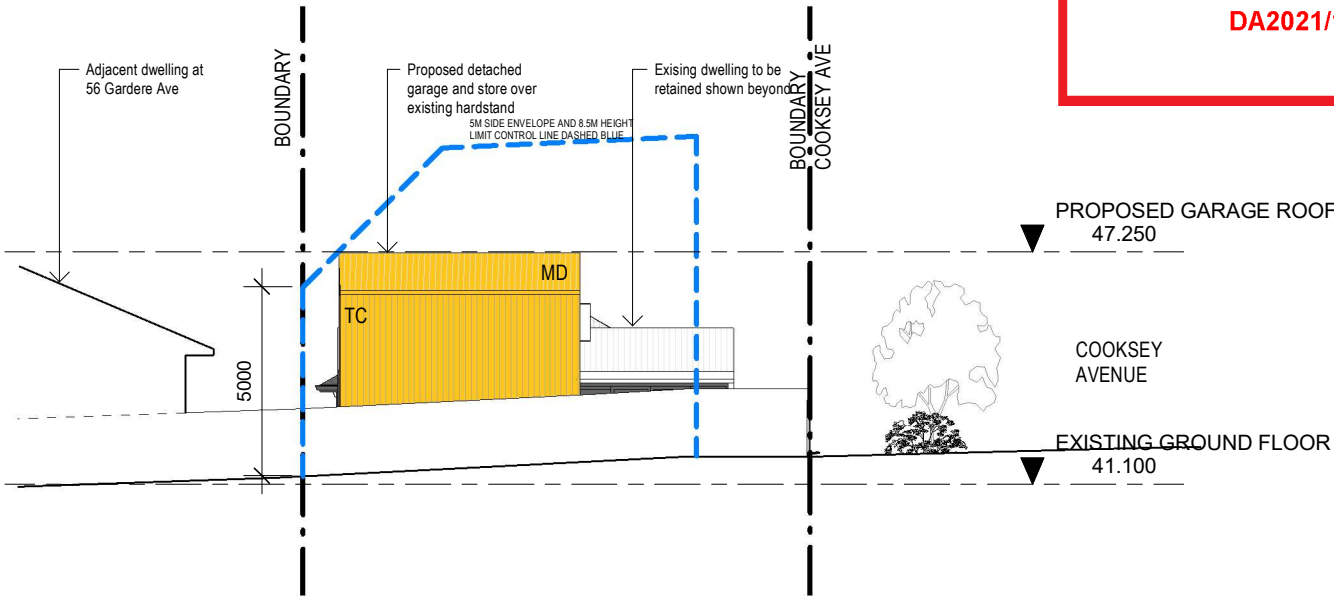 DA2021/
Adjacent dwelling at
56 Gardere Ave
BOUNDARY
Proposed detached
garage and store over
existing hardstand
5M SIDE ENVELOPE AND 8.5M HEIGHT
LIMIT CONTROL LINE DASHED BLUE
Exising dwelling to be
retained shown beyond
BOUNDARY
COOKSEY AVE
PROPOSED GARAGE ROOF
47.250
MD
TC
5000
COOKSEY
AVENUE
EXISTING GROUND FLOOR
41.100